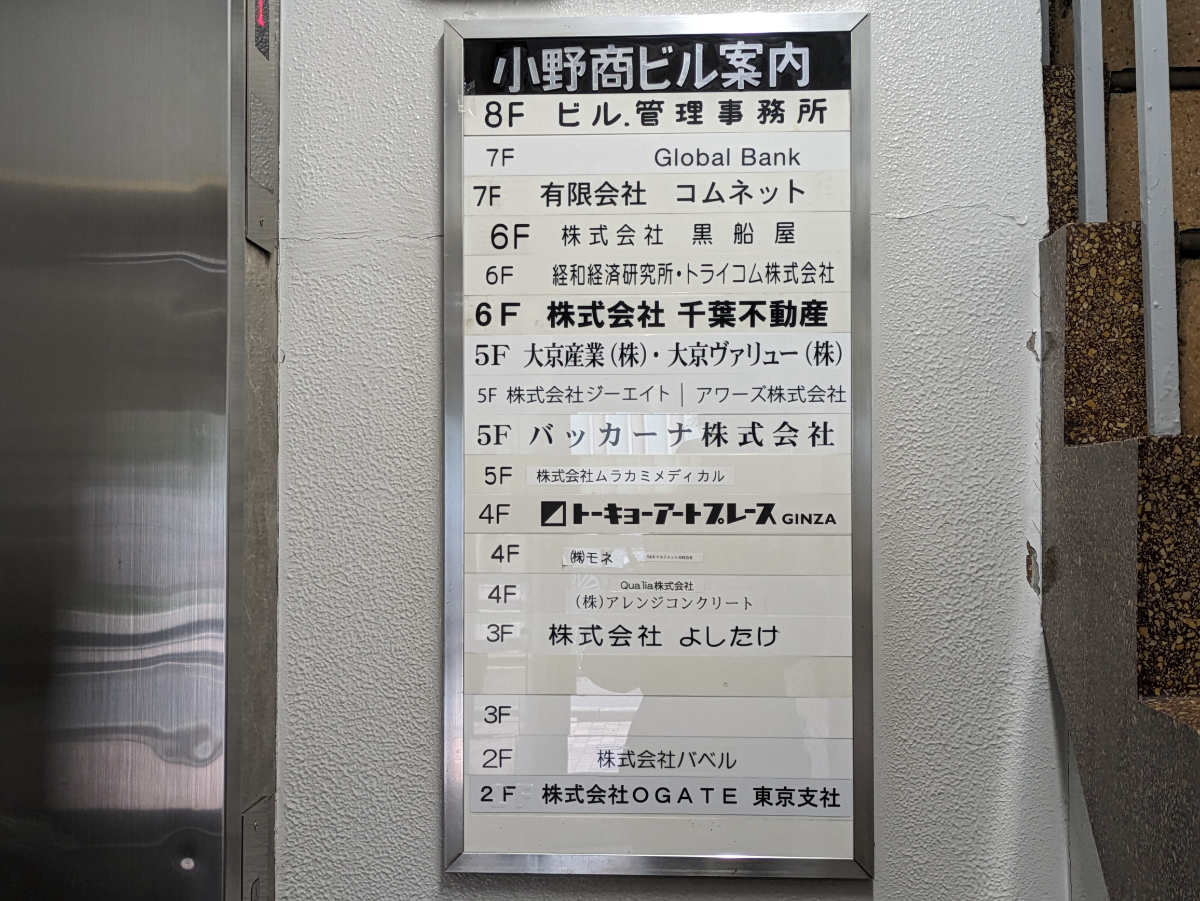 小野商ビル案内
8F ビル.管理事務所
7F Global Bank
7F 有限会社 コムネット
6F 株式会社 黒船屋
6F 経和経済研究所・トライコム株式会社
6F 株式会社 千葉不動産
5F 大京産業(株)・大京ヴァリュー(株)
5F 株式会社ジーエイト | アワーズ株式会社
5F バッカーナ株式会社
5F 株式会社ムラカミメディカル
4F トーキョーアートプレース GINZA
4F ㈱モネ
Qualia株式会社
4F (株)アレンジコンクリート
3F 株式会社 よしたけ
3F
2F 株式会社バベル
2F 株式会社OGATE 東京支社